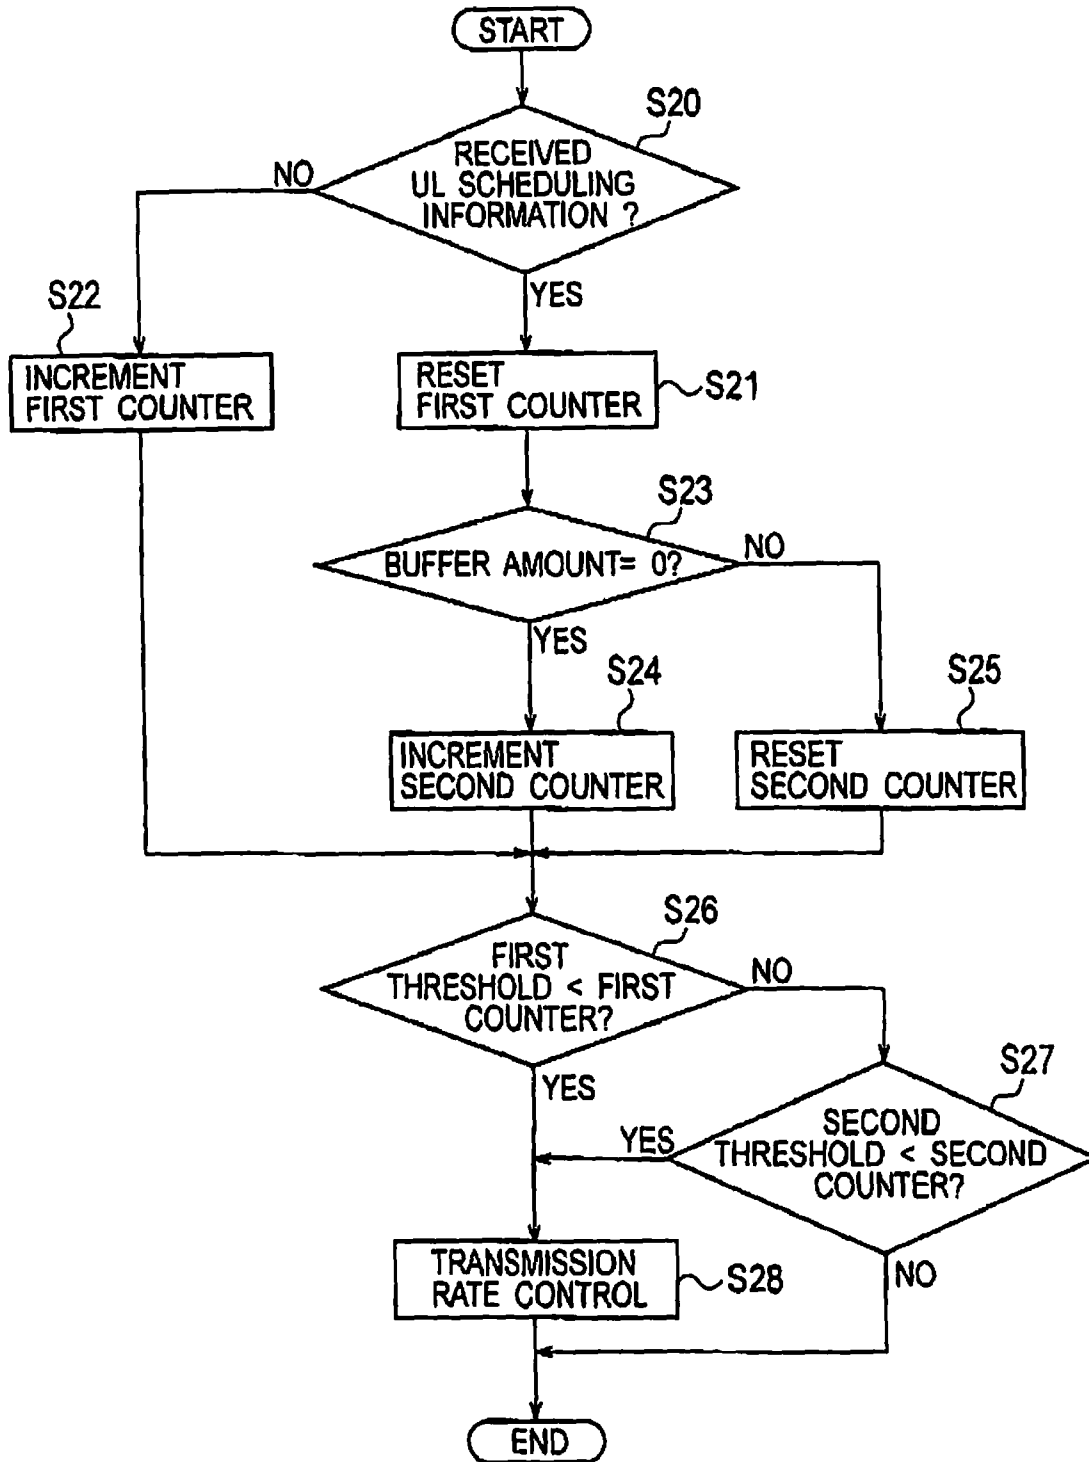 START
S20
RECEIVED
UL SCHEDULING
INFORMATION ?
NO
YES
S22
INCREMENT
FIRST COUNTER
RESET
FIRST COUNTER
S21
S23
BUFFER AMOUNT= 0?
NO
YES
S24
INCREMENT
SECOND COUNTER
S25
RESET
SECOND COUNTER
S26
FIRST
THRESHOLD < FIRST
COUNTER?
NO
YES
S27
SECOND
THRESHOLD < SECOND
COUNTER?
YES
NO
TRANSMISSION
RATE CONTROL
S28
END